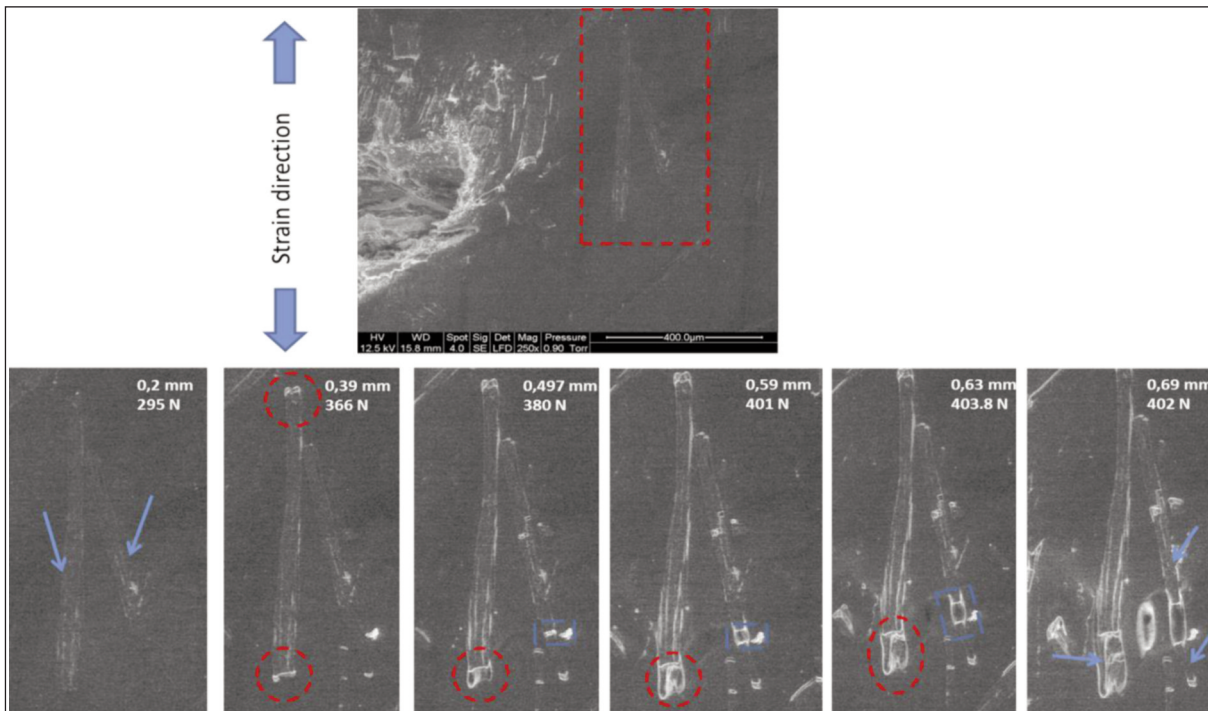 Strain direction
HV WD Spot Sig Det Mag Pressure 400.0µm
12.5 kV 15.8 mm 4.0 SE LFD 250x 0.90 Torr
0,2 mm
295 N
0,39 mm
366 N
0,497 mm
380 N
0,59 mm
401 N
0,63 mm
403.8 N
0,69 mm
402 N